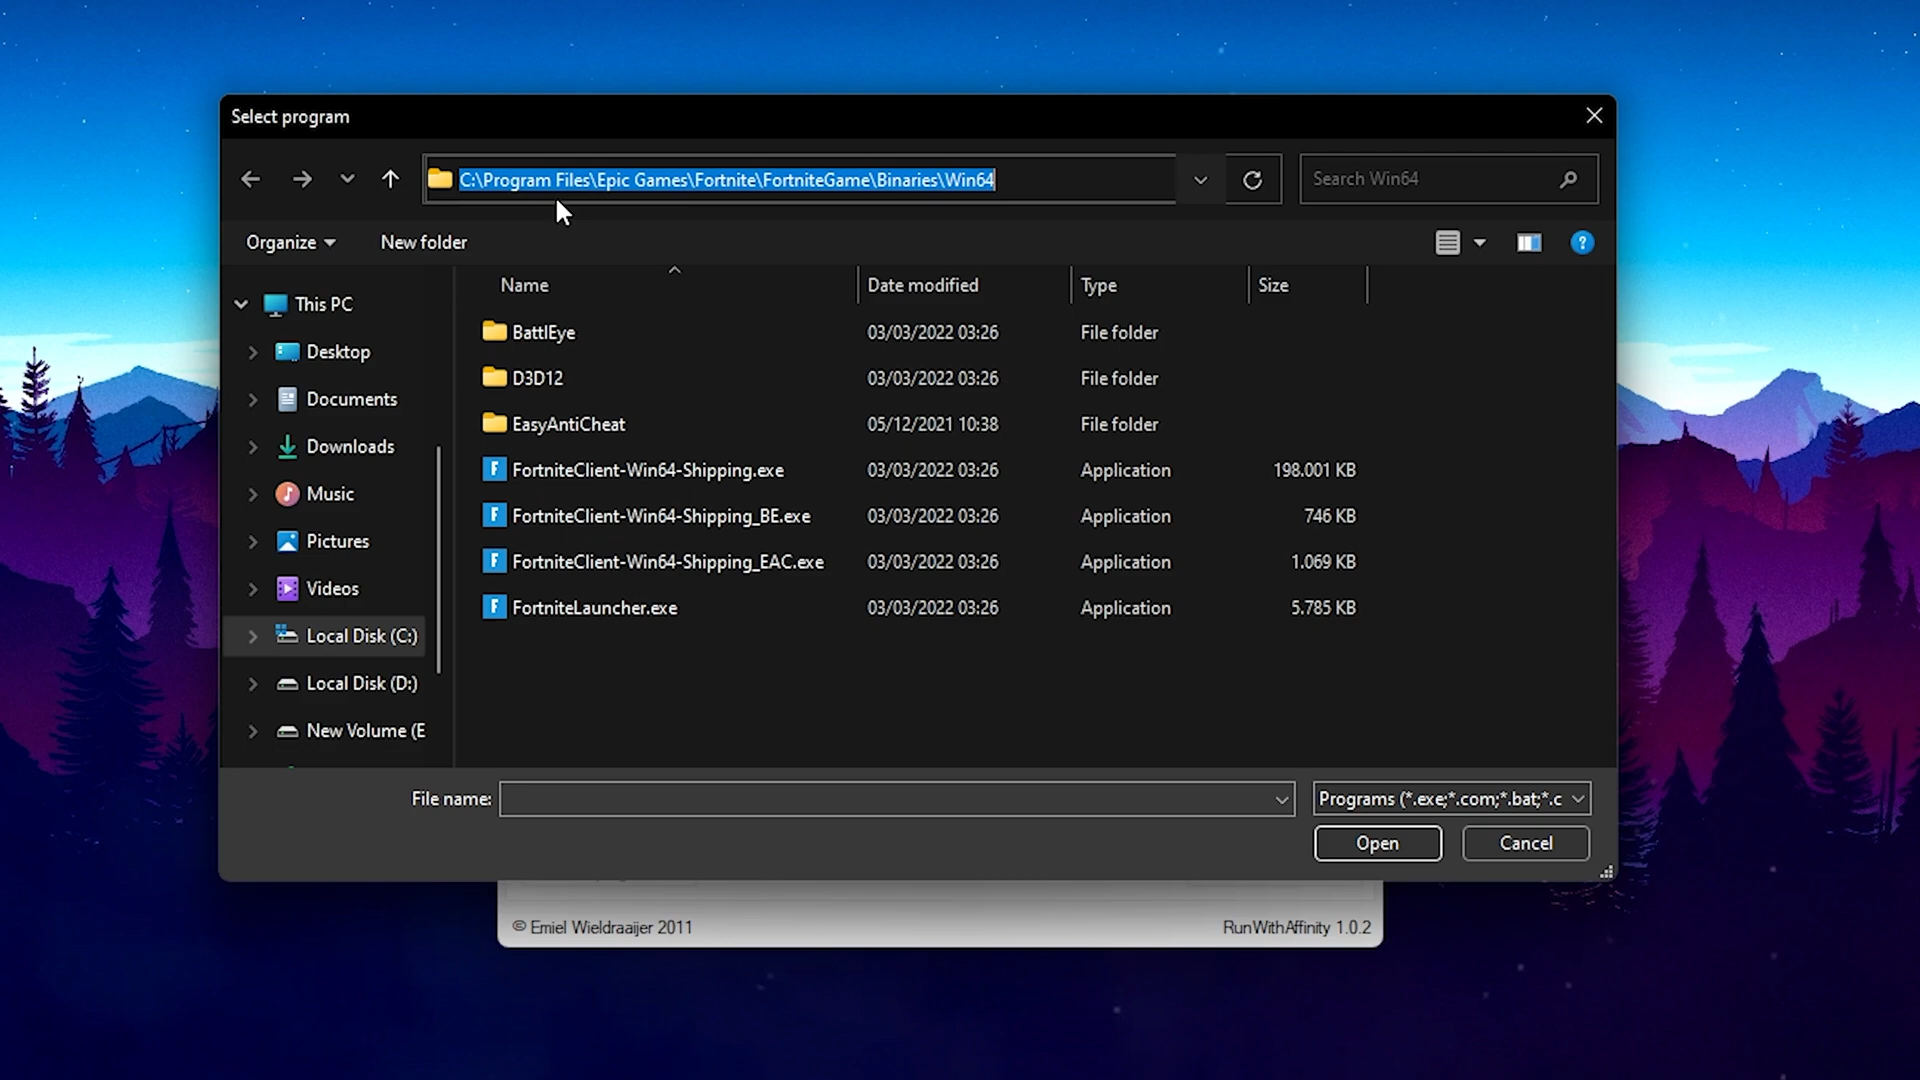 Select program
C:\Program Files\Epic Games\Fortnite\FortniteGame\Binaries\Win64
Search Win64
Organize
New folder
Name Date modified Type Size
This PC
Desktop
Documents
Downloads
Music
Pictures
Videos
Local Disk (C:)
Local Disk (D:)
New Volume (E
BattlEye 03/03/2022 03:26 File folder
D3D12 03/03/2022 03:26 File folder
EasyAntiCheat 05/12/2021 10:38 File folder
FortniteClient-Win64-Shipping.exe 03/03/2022 03:26 Application 198.001 KB
FortniteClient-Win64-Shipping_BE.exe 03/03/2022 03:26 Application 746 KB
FortniteClient-Win64-Shipping_EAC.exe 03/03/2022 03:26 Application 1.069 KB
FortniteLauncher.exe 03/03/2022 03:26 Application 5.785 KB
File name:
Programs (*.exe;*.com;*.bat;*.c
Open
Cancel
© Emiel Wieldraaijer 2011
RunWithAffinity 1.0.2